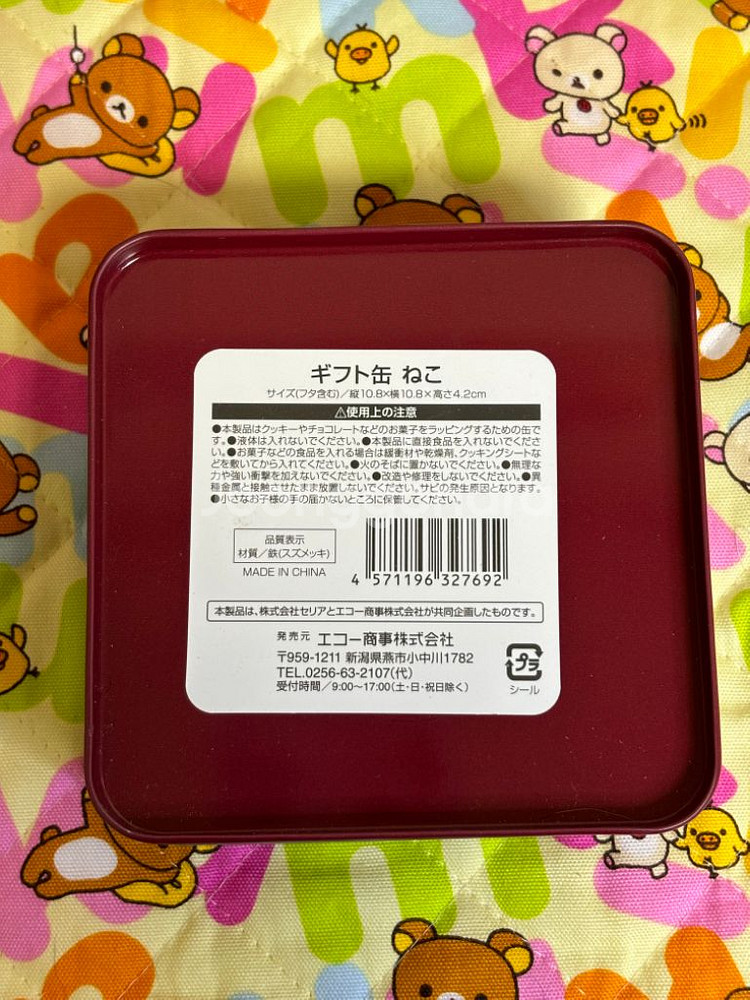 ギフト缶 ねこ
サイズ(フタ含む)/縦10.8×横10.8×高さ4.2cm
⚠使用上の注意
●本製品はクッキーやチョコレートなどのお菓子をラッピングするための缶で
す。●液体は入れないでください。●本製品に直接食品を入れないでくださ
い。●お菓子などの食品を入れる場合は緩衝材や乾燥剤、クッキングシートな
どを敷いてから入れてください。●火のそばに置かないでください。●無理な
力や強い衝撃を加えないでください。●改造や修理をしないでください。●異
種金属と接触させたまま放置しないでください。サビの発生原因となります。
●小さなお子様の手の届かないところに保管してください。
品質表示
材質/鉄(スズメッキ)
MADE IN CHINA
4 571196 327692
本製品は、株式会社セリアとエコー商事株式会社が共同企画したものです。
発売元 エコー商事株式会社
〒959-1211 新潟県燕市小中川1782
TEL.0256-63-2107(代)
受付時間/9:00〜17:00(土・日・祝日除く)
プラ
シール